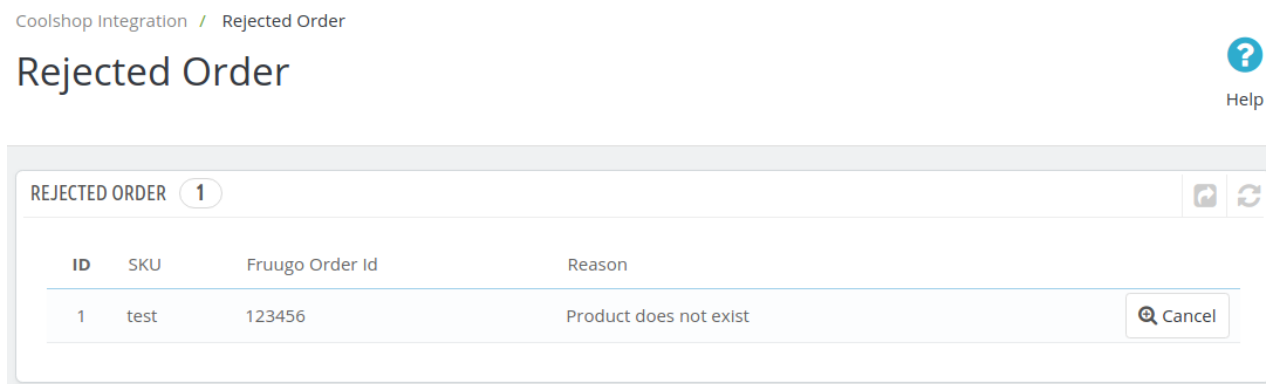 Coolshop Integration / Rejected Order
Rejected Order
Help
REJECTED ORDER 1
ID SKU Fruugo Order Id Reason
1 test 123456 Product does not exist Cancel